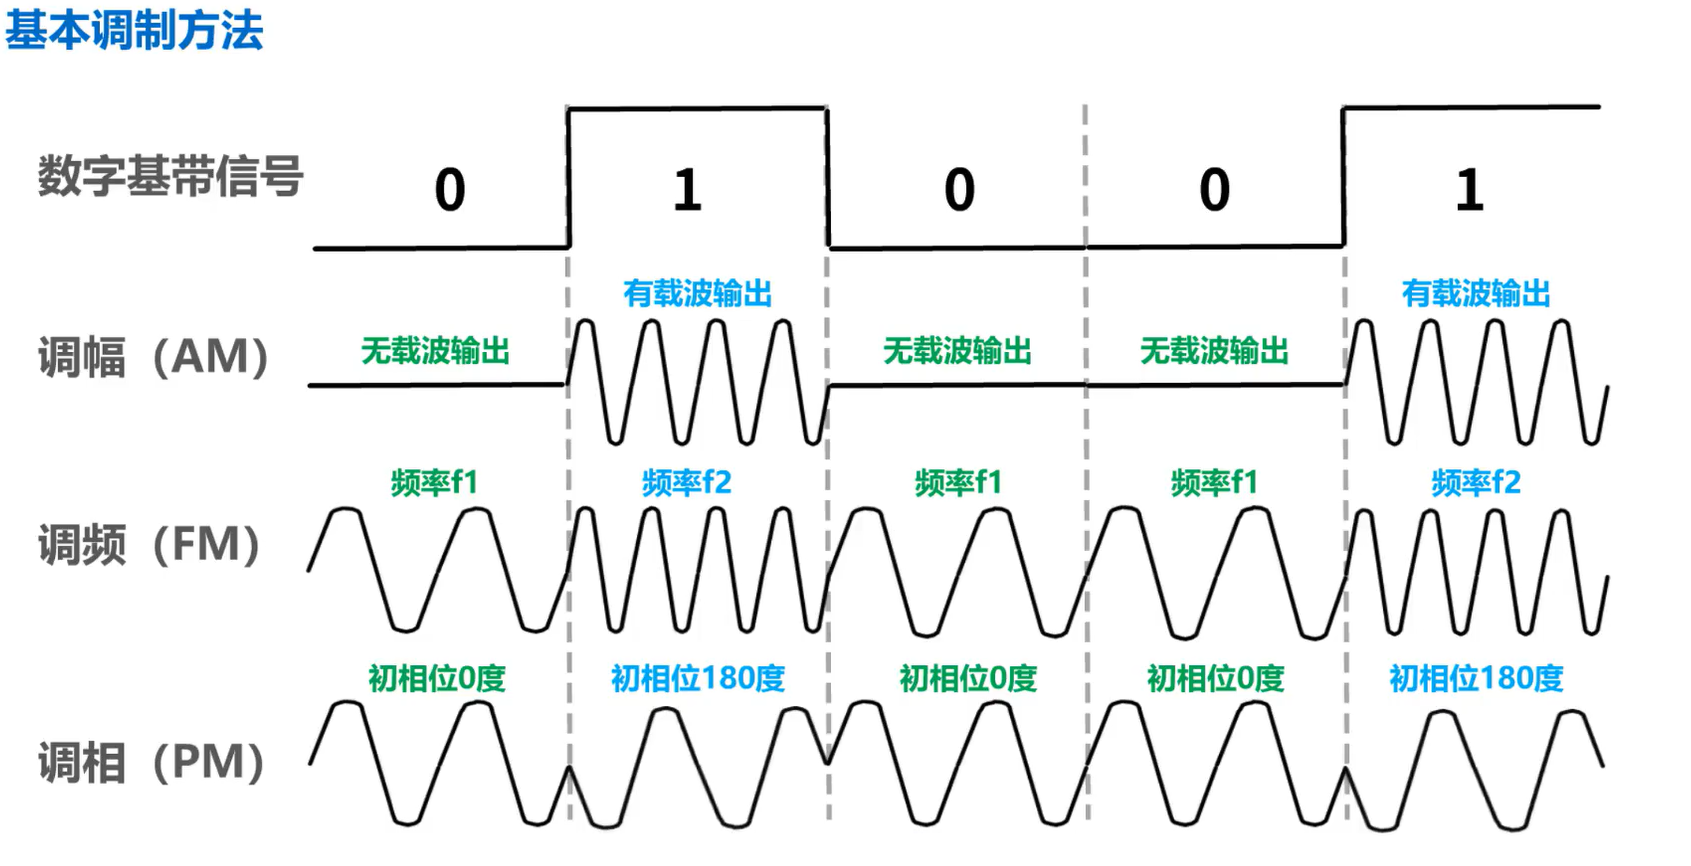 基本调制方法
数字基带信号
0 1 0 0 1
有载波输出 有载波输出
调幅（AM） 无载波输出 无载波输出 无载波输出
频率f1 频率f2 频率f1 频率f1 频率f2
调频（FM）
初相位0度 初相位180度 初相位0度 初相位0度 初相位180度
调相（PM）